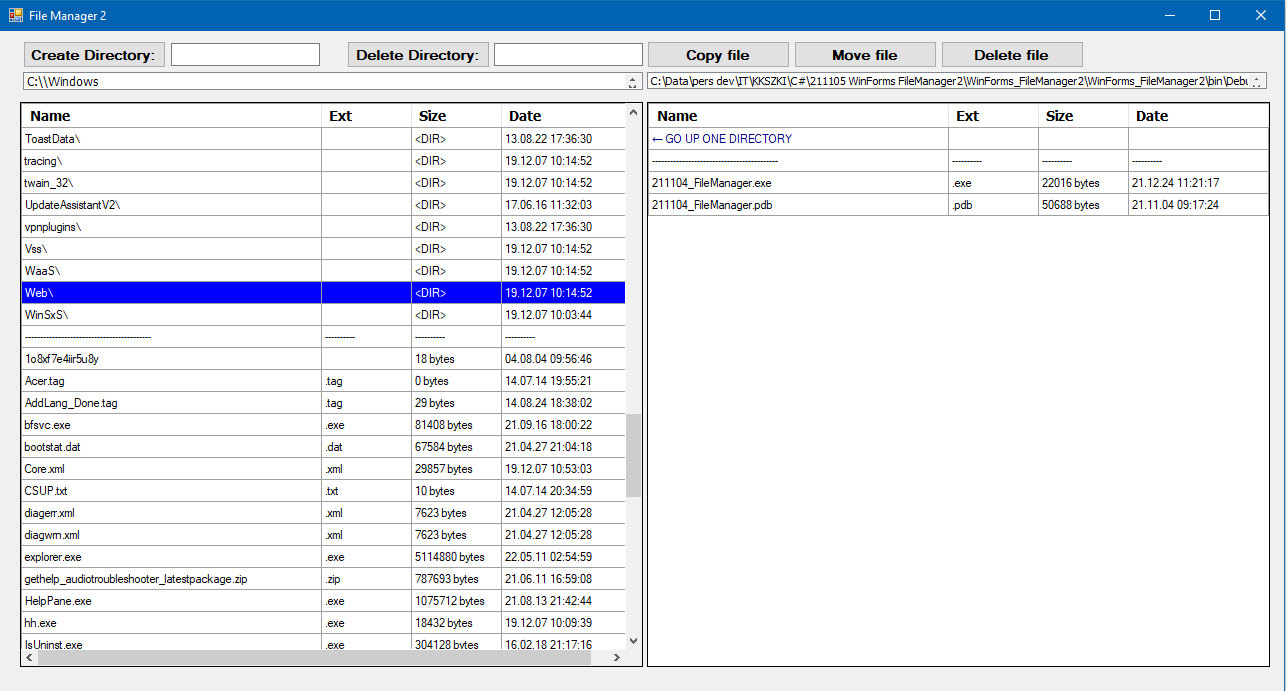 File Manager 2
Create Directory: Delete Directory: Copy file Move file Delete file
C:\\Windows
C:\Data\pers dev\IT\KKSZKI\C#\211105 WinForms FileManager2\WinForms_FileManager2\WinForms_FileManager2\bin\Debu
Name Ext Size Date
ToastData\ <DIR> 13.08.22 17:36:30
tracing\ <DIR> 19.12.07 10:14:52
twain_32\ <DIR> 19.12.07 10:14:52
UpdateAssistantV2\ <DIR> 17.06.16 11:32:03
vpnplugins\ <DIR> 13.08.22 17:36:30
Vss\ <DIR> 19.12.07 10:14:52
WaaS\ <DIR> 19.12.07 10:14:52
Web\ <DIR> 19.12.07 10:14:52
WinSxS\ <DIR> 19.12.07 10:03:44
------------------------------------------ ---------- ---------- ----------
1o8xf7e4iir5u8y 18 bytes 04.08.04 09:56:46
Acer.tag .tag 0 bytes 14.07.14 19:55:21
AddLang_Done.tag .tag 29 bytes 14.08.24 18:38:02
bfsvc.exe .exe 81408 bytes 21.09.16 18:00:22
bootstat.dat .dat 67584 bytes 21.04.27 21:04:18
Core.xml .xml 29857 bytes 19.12.07 10:53:03
CSUP.txt .txt 10 bytes 14.07.14 20:34:59
diagerr.xml .xml 7623 bytes 21.04.27 12:05:28
diagwrn.xml .xml 7623 bytes 21.04.27 12:05:28
explorer.exe .exe 5114880 bytes 22.05.11 02:54:59
gethelp_audiotroubleshooter_latestpackage.zip .zip 787693 bytes 21.06.11 16:59:08
HelpPane.exe .exe 1075712 bytes 21.08.13 21:42:44
hh.exe .exe 18432 bytes 19.12.07 10:09:39
IsUninst.exe .exe 304128 bytes 16.02.18 21:17:16
Name Ext Size Date
←GO UP ONE DIRECTORY
------------------------------------------ ---------- ---------- ----------
211104_FileManager.exe .exe 22016 bytes 21.12.24 11:21:17
211104_FileManager.pdb .pdb 50688 bytes 21.11.04 09:17:24